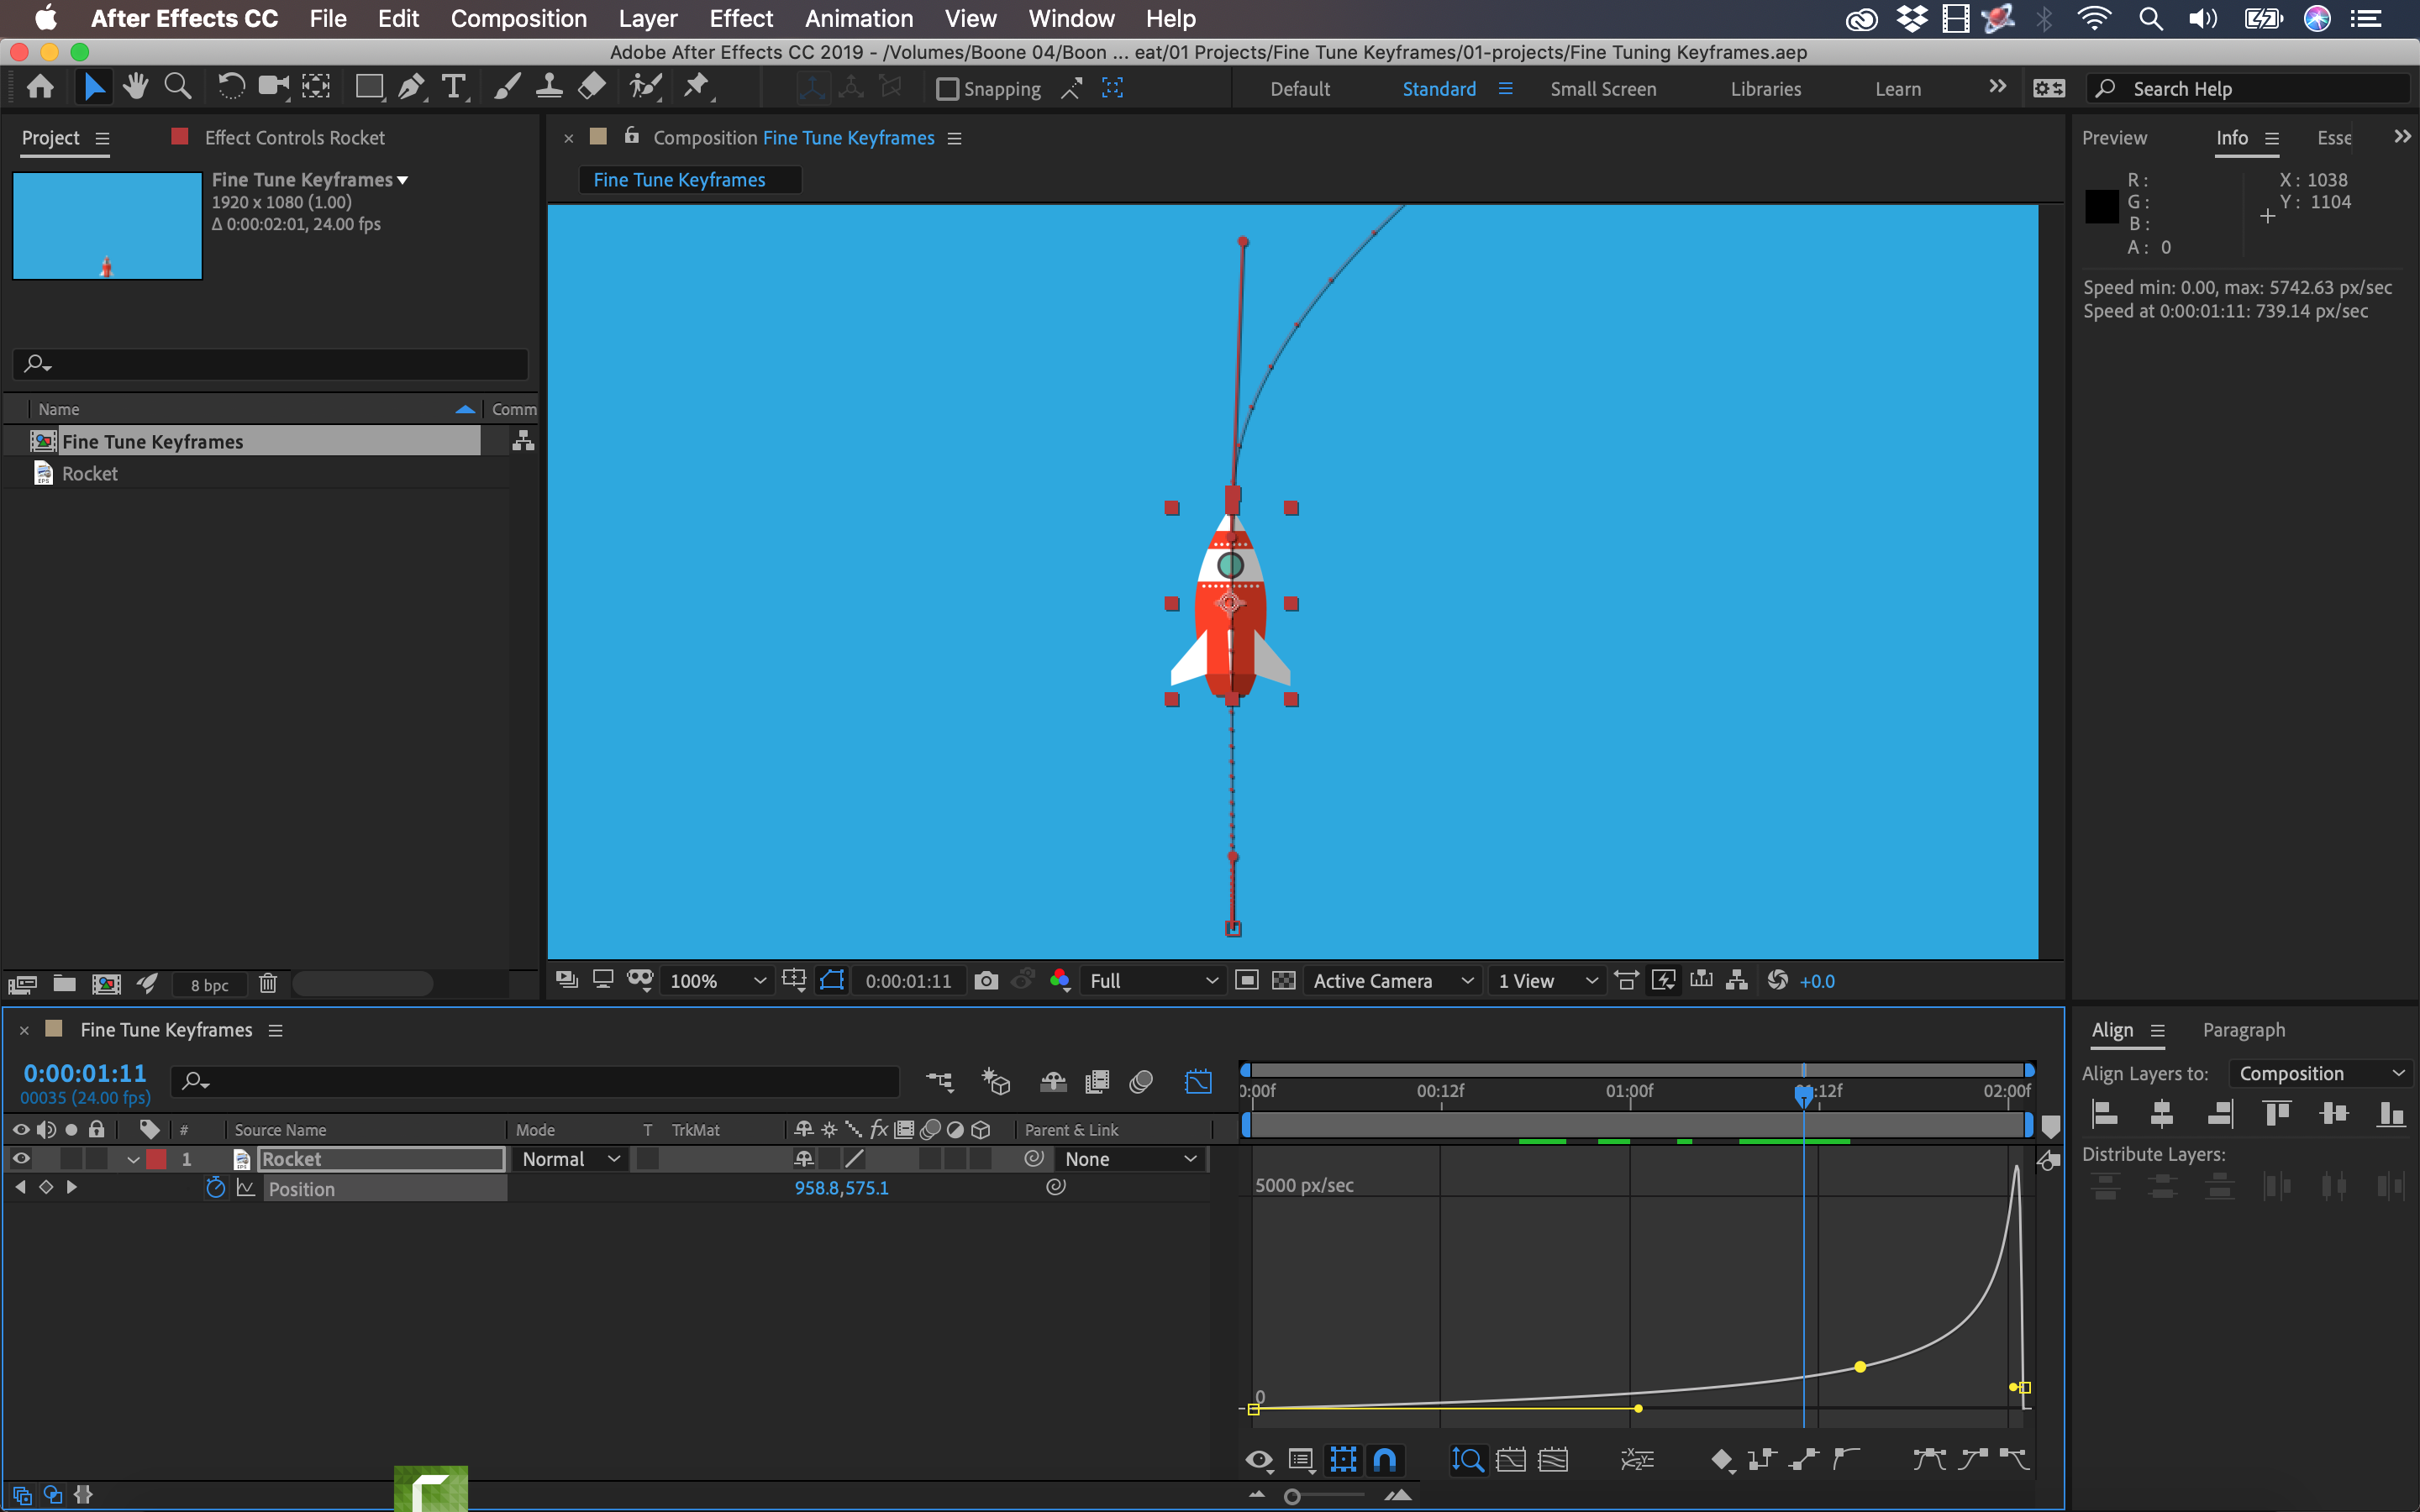 After Effects CC File Edit Composition Layer Effect Animation View Window Help
Adobe After Effects CC 2019 - /Volumes/Boone 04/Boon ... eat/01 Projects/Fine Tune Keyframes/01-projects/Fine Tuning Keyframes.aep
Snapping Default Standard Small Screen Libraries Learn Search Help
Project Effect Controls Rocket
Fine Tune Keyframes
1920 x 1080 (1.00)
Δ 0:00:02:01, 24.00 fps
Name Comm
Fine Tune Keyframes
Rocket
8 bpc
Composition Fine Tune Keyframes
Fine Tune Keyframes
100% 0:00:01:11 Full Active Camera 1 View +0.0
Preview Info Esse
R : X : 1038
G : Y : 1104
B :
A : 0
Speed min: 0.00, max: 5742.63 px/sec
Speed at 0:00:01:11: 739.14 px/sec
Fine Tune Keyframes
0:00:01:11
00035 (24.00 fps)
# Source Name Mode T TrkMat fx Parent & Link
1 Rocket Normal None
Position 958.8,575.1
0:00f 00:12f 01:00f :12f 02:00f
5000 px/sec
0
Align Paragraph
Align Layers to: Composition
Distribute Layers: